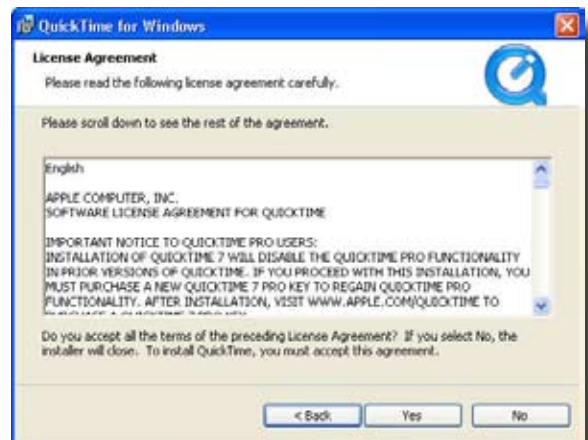 QuickTime for Windows
License Agreement
Please read the following license agreement carefully.
Please scroll down to see the rest of the agreement.
English
APPLE COMPUTER, INC.
SOFTWARE LICENSE AGREEMENT FOR QUICKTIME
IMPORTANT NOTICE TO QUICKTIME PRO USERS:
INSTALLATION OF QUICKTIME 7 WILL DISABLE THE QUICKTIME PRO FUNCTIONALITY
IN PRIOR VERSIONS OF QUICKTIME. IF YOU PROCEED WITH THIS INSTALLATION, YOU
MUST PURCHASE A NEW QUICKTIME 7 PRO KEY TO REGAIN QUICKTIME PRO
FUNCTIONALITY. AFTER INSTALLATION, VISIT WWW.APPLE.COM/QUICKTIME TO
PURCHASE A QUICKTIME 7 PRO KEY
Do you accept all the terms of the preceding License Agreement? If you select No, the
installer will close. To install QuickTime, you must accept this agreement.
< Back
Yes
No